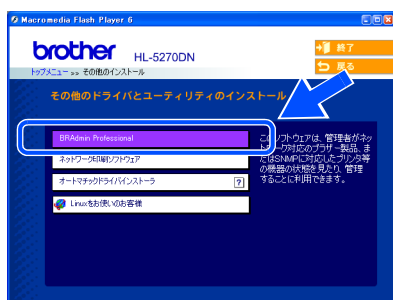 Macromedia Flash Player 6
brother HL-5270DN
終了
戻る
トップメニュー >> その他のインストール
その他のドライバとユーティリティのインストール
BRAdmin Professional
ネットワーク印刷ソフトウェア
オートマチックドライバインストーラ ?
Linuxをお使いのお客様
このソフトウェアは、管理者がネッ
トワーク対応のブラザー製品、ま
たはSNMPに対応したプリンタ等
の機器の状態を見たり、管理
することに利用できます。